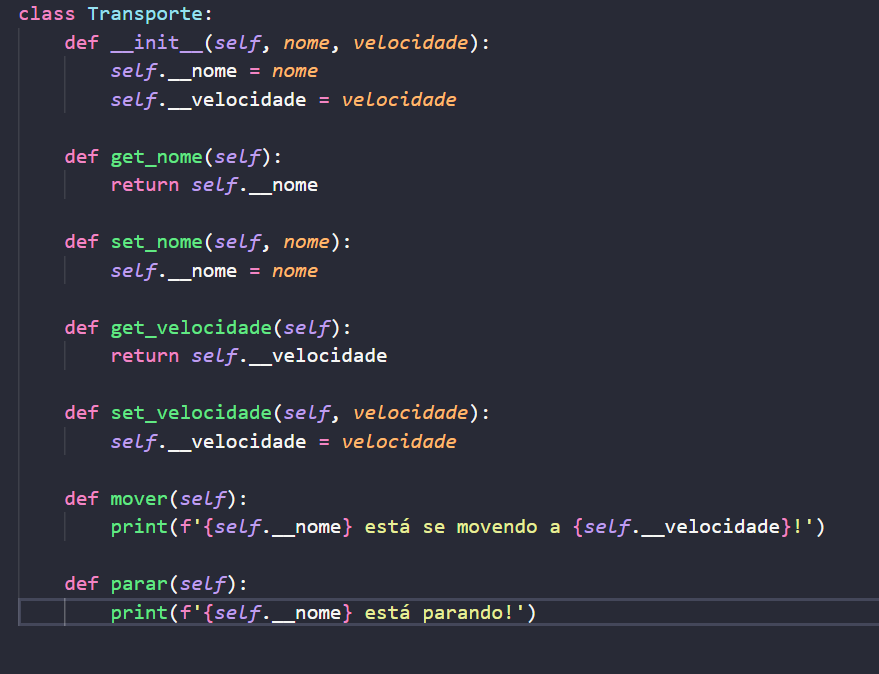 class Transporte:
    def __init__(self, nome, velocidade):
        self.__nome = nome
        self.__velocidade = velocidade

    def get_nome(self):
        return self.__nome

    def set_nome(self, nome):
        self.__nome = nome

    def get_velocidade(self):
        return self.__velocidade

    def set_velocidade(self, velocidade):
        self.__velocidade = velocidade

    def mover(self):
        print(f'{self.__nome} está se movendo a {self.__velocidade}!')

    def parar(self):
        print(f'{self.__nome} está parando!')